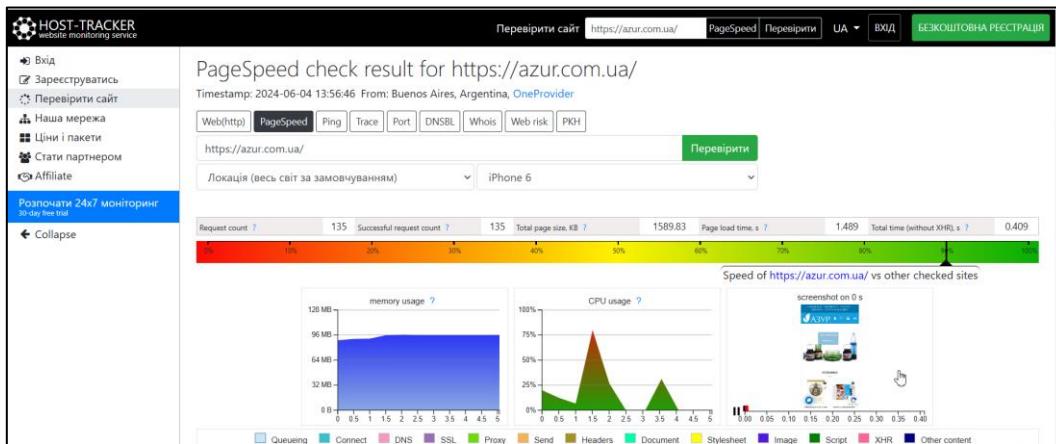 HOST-TRACKER
website monitoring service
Перевірити сайт https://azur.com.ua/ PageSpeed Перевірити UA ВХІД БЕЗКОШТОВНА РЕЄСТРАЦІЯ
Вхід
Зареєструватись
Перевірити сайт
Наша мережа
Ціни і пакети
Стати партнером
Affiliate
Розпочати 24x7 моніторинг
30-day free trial
Collapse
PageSpeed check result for https://azur.com.ua/
Timestamp: 2024-06-04 13:56:46 From: Buenos Aires, Argentina, OneProvider
Web(http) PageSpeed Ping Trace Port DNSBL Whois Web risk РКН
https://azur.com.ua/ Перевірити
Локація (весь світ за замовчуванням) iPhone 6
Request count ? 135 Successful request count ? 135 Total page size, KB ? 1589.83 Page load time, s ? 1.489 Total time (without XHR), s ? 0.409
0% 10% 20% 30% 40% 50% 60% 70% 80% 90% 100%
Speed of https://azur.com.ua/ vs other checked sites
memory usage ?
128 MB
96 MB
64 MB
32 MB
0 B
0 0.5 1 1.5 2 2.5 3 3.5 4 4.5 5
CPU usage ?
100%
75%
50%
25%
0%
0 0.5 1 1.5 2 2.5 3 3.5 4 4.5 5
screenshot on 0 s
АЗУР
0.00 0.05 0.10 0.15 0.20 0.25 0.30 0.35 0.40
Queueing Connect DNS SSL Proxy Send Headers Document Stylesheet Image Script XHR Other content